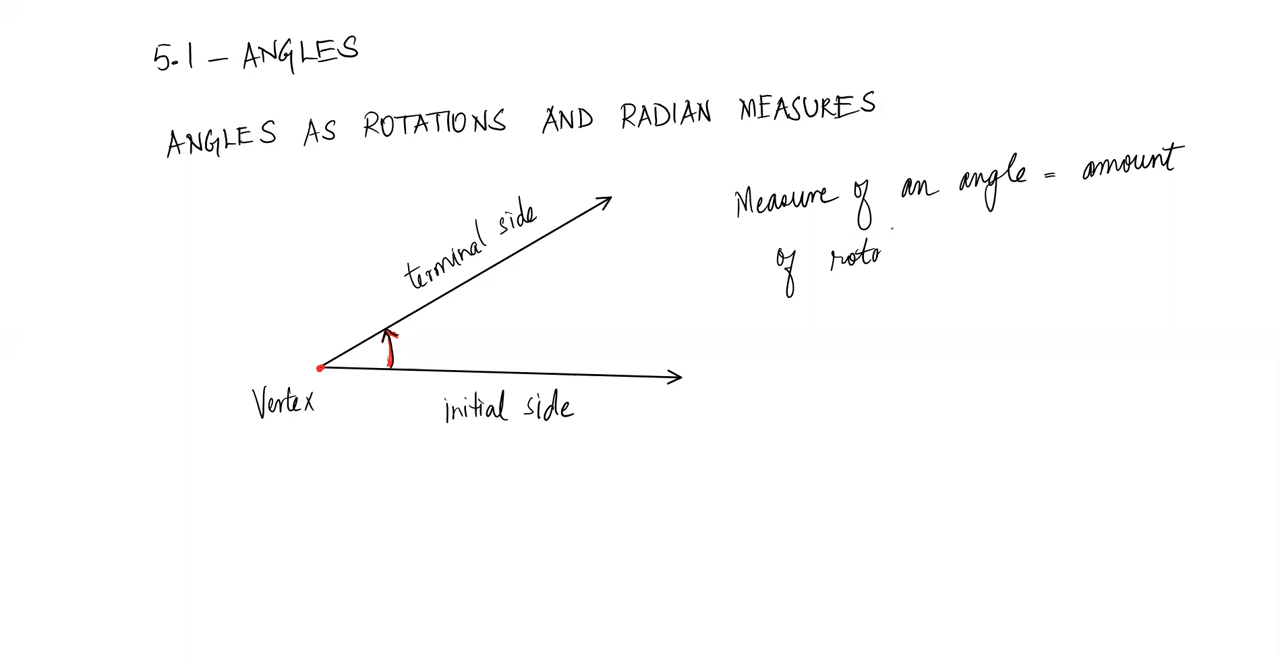 5.1 – ANGLES
ANGLES AS ROTATIONS AND RADIAN MEASURES
Measure of an angle = amount
of roto
terminal side
Vertex
initial side